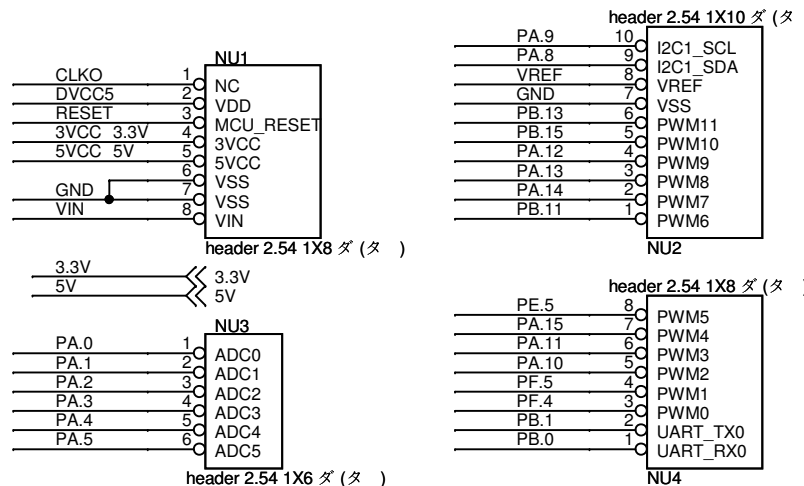 NU1
CLKO 1 NC
DVCC5 2 VDD
RESET 3 MCU_RESET
3VCC 3.3V 4 3VCC
5VCC 5V 5 5VCC
6 VSS
GND 7 VSS
VIN 8 VIN
header 2.54 1X8 ダ (タ )
3.3V 3.3V
5V 5V
NU3
PA.0 1 ADC0
PA.1 2 ADC1
PA.2 3 ADC2
PA.3 4 ADC3
PA.4 5 ADC4
PA.5 6 ADC5
header 2.54 1X6 ダ (タ )
header 2.54 1X10 ダ (タ
PA.9 10 I2C1_SCL
PA.8 9 I2C1_SDA
VREF 8 VREF
GND 7 VSS
PB.13 6 PWM11
PB.15 5 PWM10
PA.12 4 PWM9
PA.13 3 PWM8
PA.14 2 PWM7
PB.11 1 PWM6
NU2
header 2.54 1X8 ダ (タ )
PE.5 8 PWM5
PA.15 7 PWM4
PA.11 6 PWM3
PA.10 5 PWM2
PF.5 4 PWM1
PF.4 3 PWM0
PB.1 2 UART_TX0
PB.0 1 UART_RX0
NU4